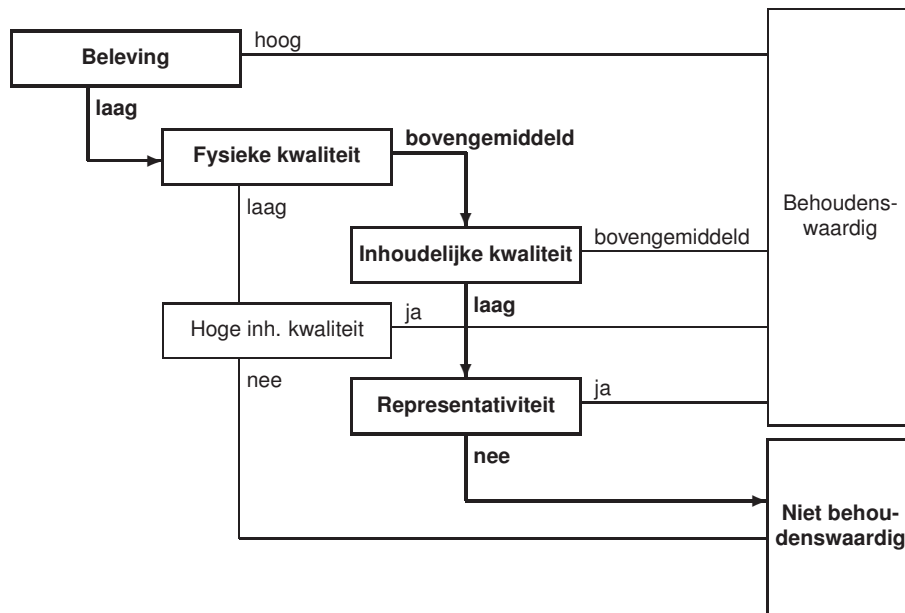 hoog
Beleving
laag
bovengemiddeld
Fysieke kwaliteit
laag
Behoudens-
waardig
bovengemiddeld
Inhoudelijke kwaliteit
laag
ja
Hoge inh. kwaliteit
nee
ja
Representativiteit
nee
Niet behou-
denswaardig